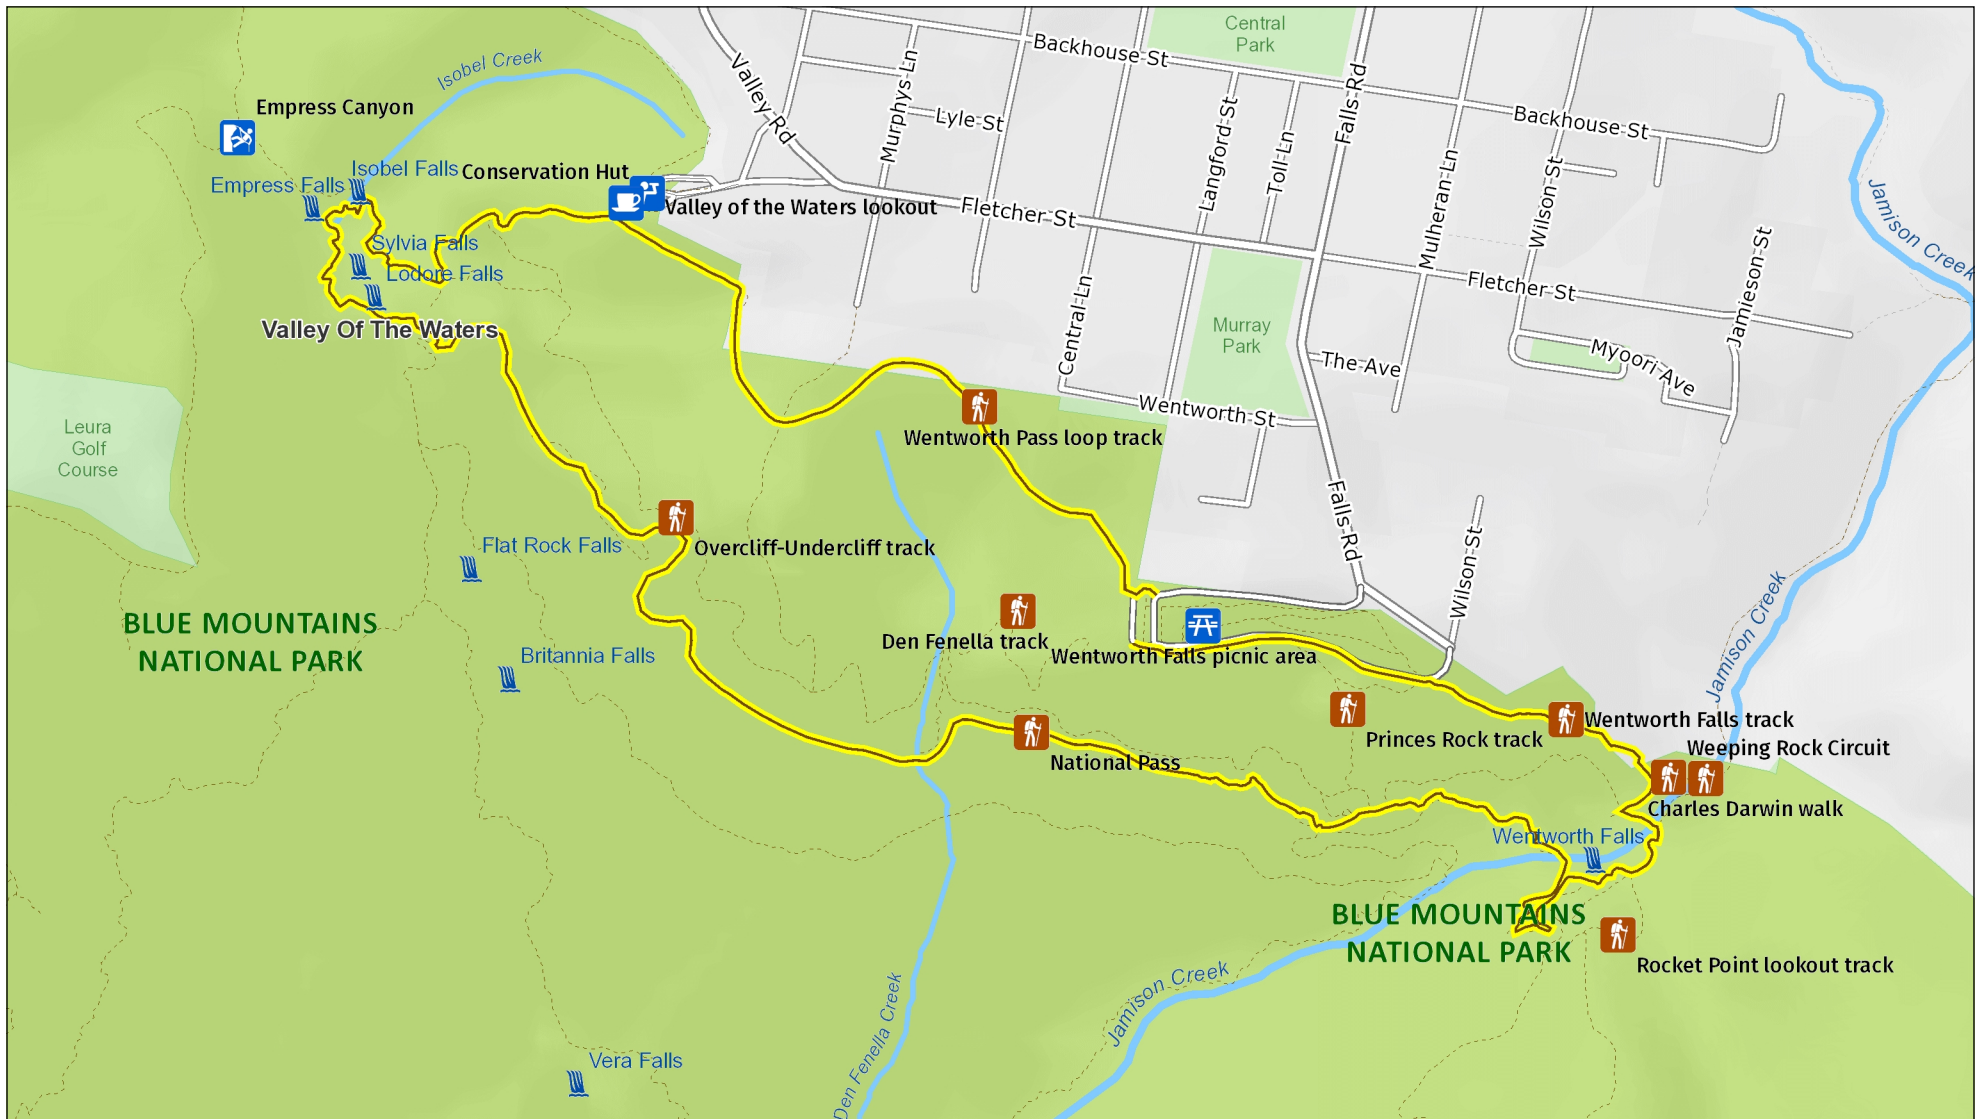 Central
Park
Backhouse St
Isobel Creek
Valley Rd
Murphys Ln
Falls Rd
Empress Canyon
Lyle St
Langford St
Toll Ln
Backhouse St
Isobel Falls
Conservation Hut
Empress Falls
Mulheran Ln
Wilson St
Jamison Creek
Valley of the Waters lookout
Fletcher St
Sylvia Falls
Lodore Falls
Central Ln
Fletcher St
Jamieson St
Valley Of The Waters
Murray
Park
The Ave
Myoori Ave
Wentworth St
Leura
Golf
Course
Wentworth Pass loop track
Falls Rd
Overcliff-Undercliff track
Flat Rock Falls
Wilson St
BLUE MOUNTAINS
NATIONAL PARK
Den Fenella track
Wentworth Falls picnic area
Britannia Falls
Jamison Creek
Princes Rock track
Wentworth Falls track
Weeping Rock Circuit
National Pass
Charles Darwin walk
Wentworth Falls
BLUE MOUNTAINS
NATIONAL PARK
Rocket Point lookout track
Jamison Creek
Den Fenella Creek
Vera Falls